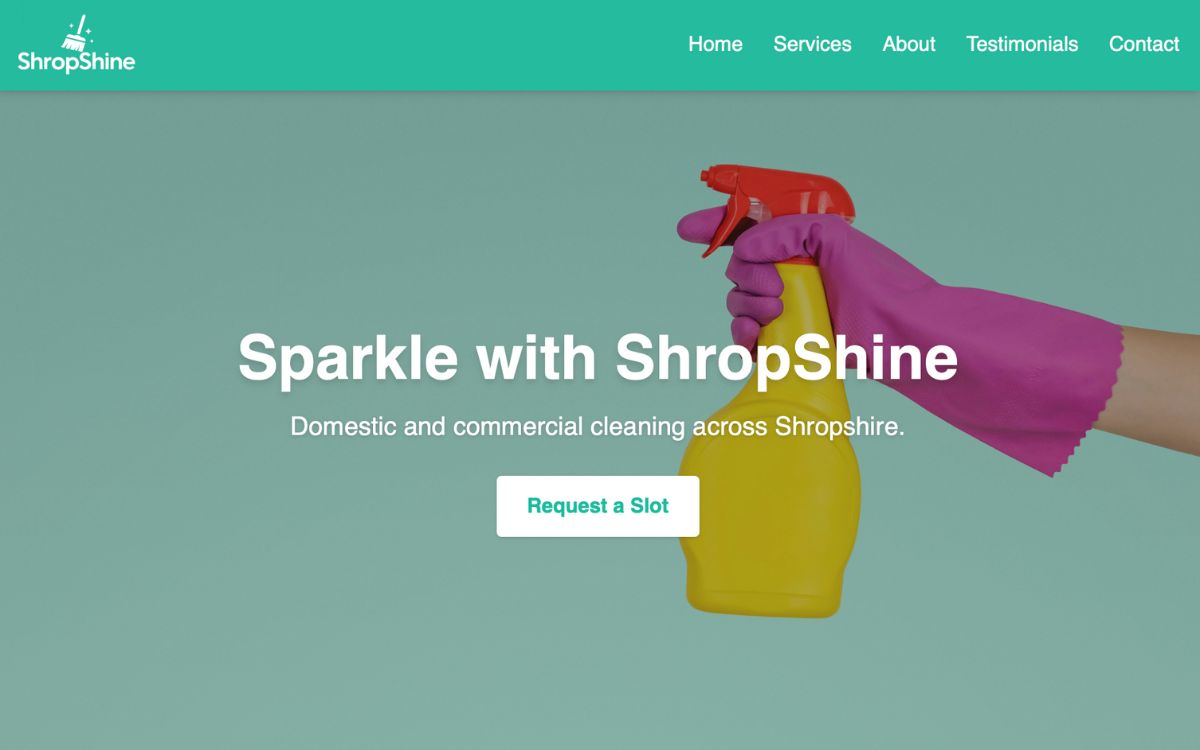 ShropShine
Home Services About Testimonials Contact
Sparkle with ShropShine
Domestic and commercial cleaning across Shropshire.
Request a Slot